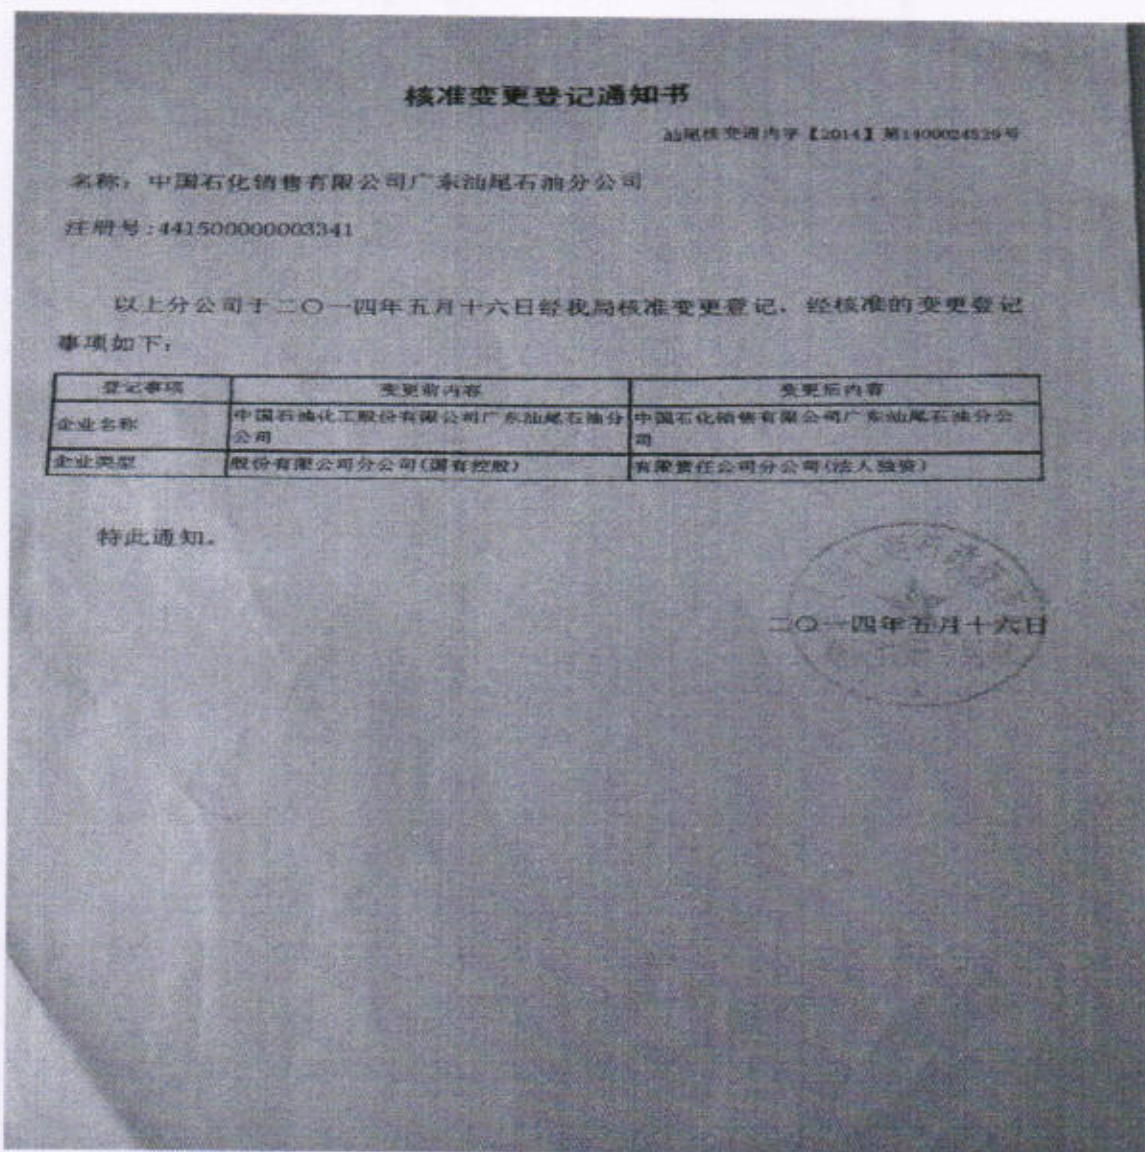 核准变更登记通知书
汕尾核变通内字【2014】第1400024529号
名称：中国石化销售有限公司广东汕尾石油分公司
注册号:441500000003341
以上分公司于二〇一四年五月十六日经我局核准变更登记，经核准的变更登记
事项如下：
登记事项 变更前内容 变更后内容
企业名称 中国石油化工股份有限公司广东汕尾石油分公司 中国石化销售有限公司广东汕尾石油分公司
企业类型 股份有限公司分公司(国有控股) 有限责任公司分公司(法人独资)
特此通知。
二〇一四年五月十六日